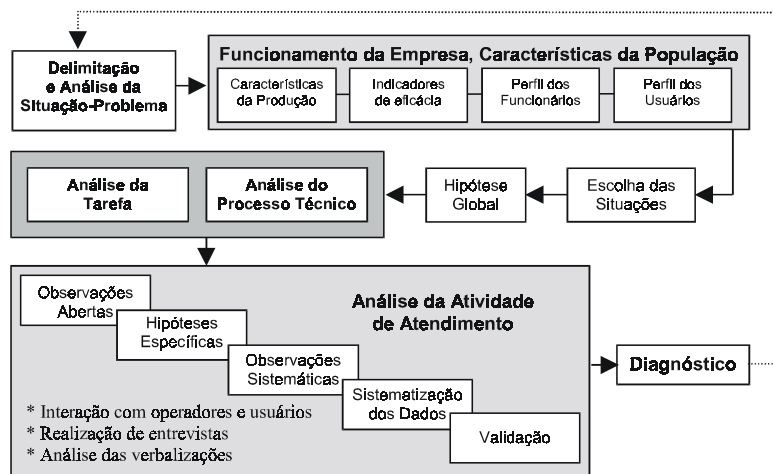 Delimitação
e Análise da
Situação-Problema
Funcionamento da Empresa, Características da População
Características
da Produção
Indicadores
de eficácia
Perfil dos
Funcionários
Perfil dos
Usuários
Escolha das
Situações
Hipótese
Global
Análise da
Tarefa
Análise do
Processo Técnico
Análise da Atividade
de Atendimento
Observações
Abertas
Hipóteses
Específicas
Observações
Sistemáticas
Sistematização
dos Dados
Validação
* Interação com operadores e usuários
* Realização de entrevistas
* Análise das verbalizações
Diagnóstico